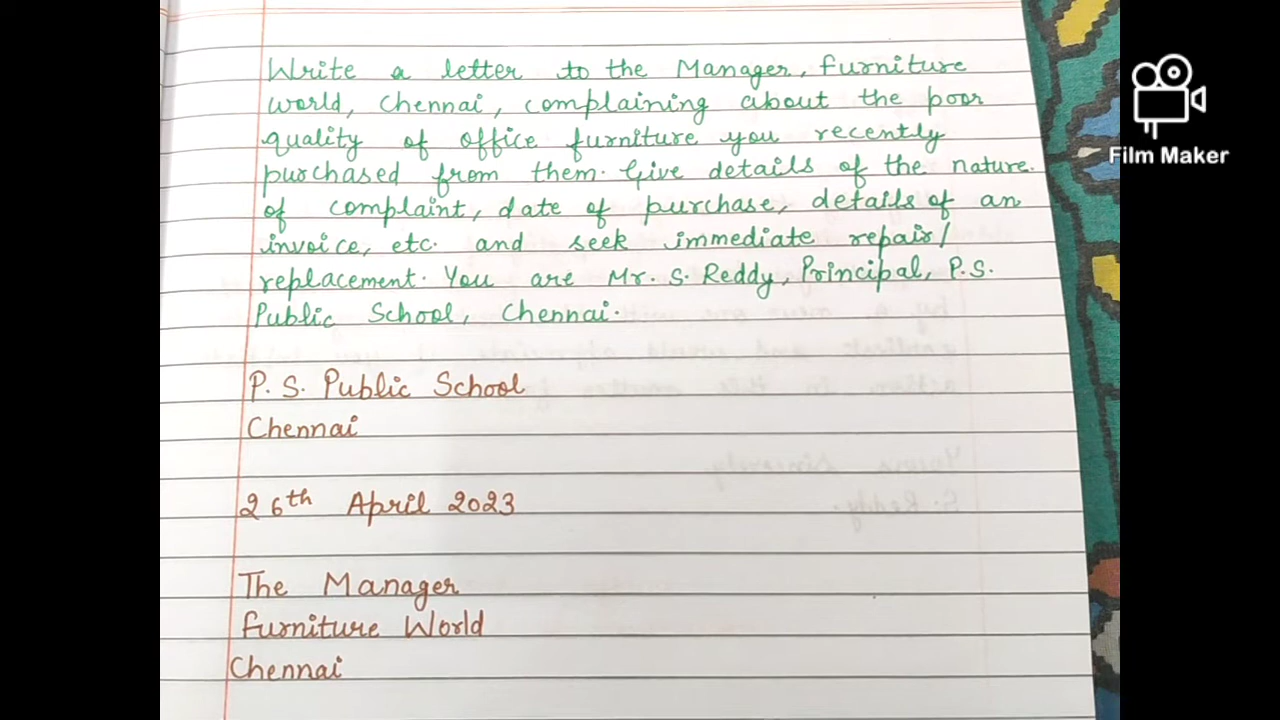 Write a letter to the Manager, Furniture
world, Chennai, complaining about the poor
quality of office furniture you recently
purchased from them. Give details of the nature
of complaint, date of purchase, details of an
invoice, etc. and seek immediate repair/
replacement. You are Mr. S. Reddy, Principal, P.S.
Public School, Chennai.
P. S. Public School
Chennai
26th April 2023
The Manager
Furniture World
Chennai
Film Maker